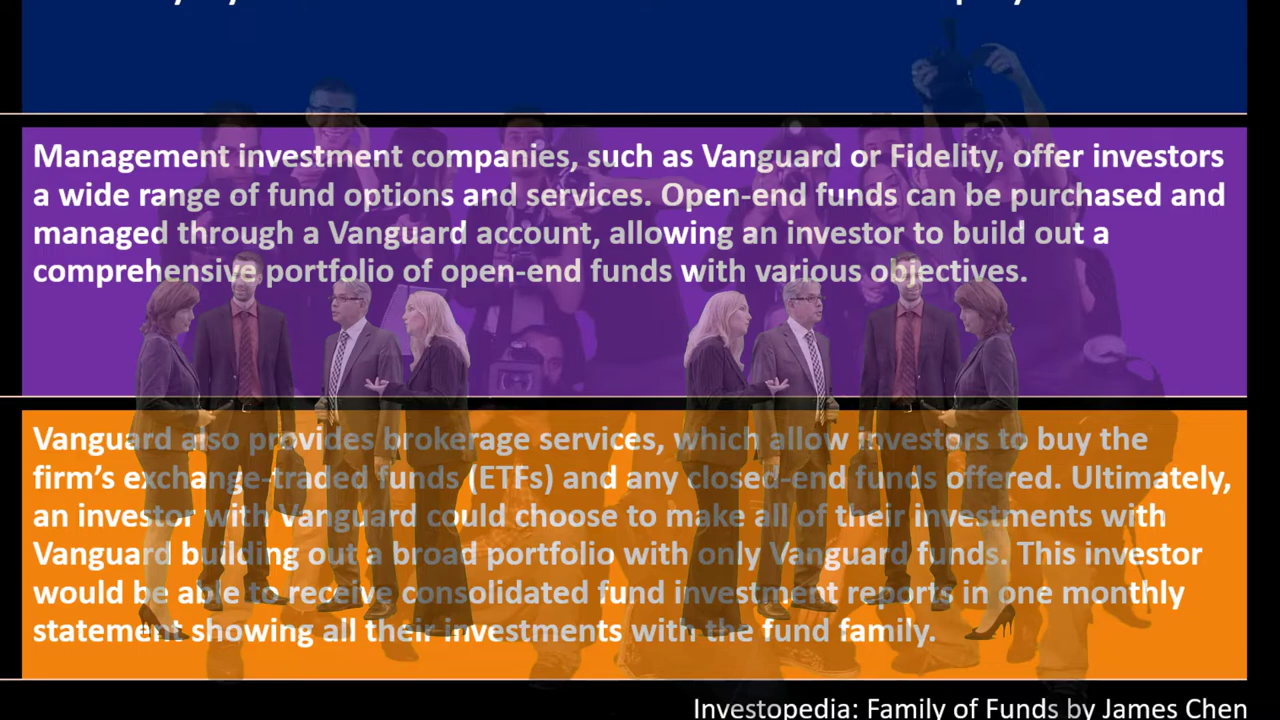 Management investment companies, such as Vanguard or Fidelity, offer investors
a wide range of fund options and services. Open-end funds can be purchased and
managed through a Vanguard account, allowing an investor to build out a
comprehensive portfolio of open-end funds with various objectives.
Vanguard also provides brokerage services, which allow investors to buy the
firm’s exchange-traded funds (ETFs) and any closed-end funds offered. Ultimately,
an investor with Vanguard could choose to make all of their investments with
Vanguard building out a broad portfolio with only Vanguard funds. This investor
would be able to receive consolidated fund investment reports in one monthly
statement showing all their investments with the fund family.
Investopedia: Family of Funds by James Chen